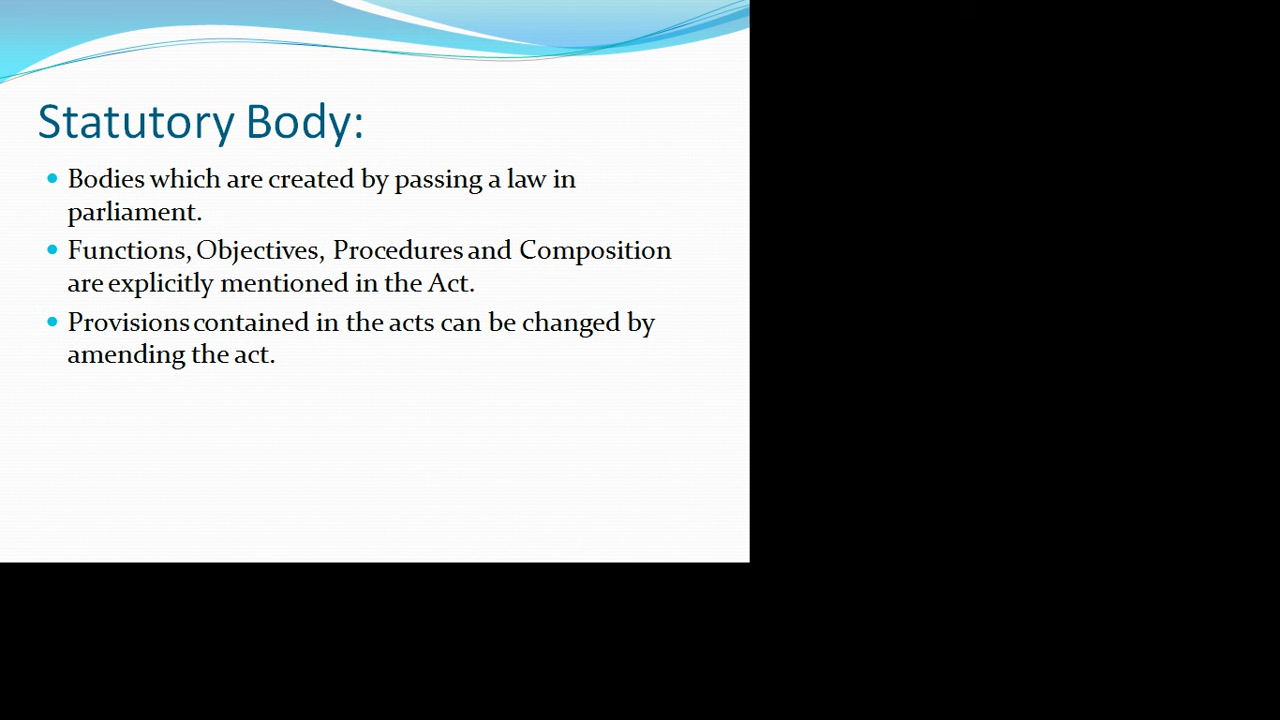 Statutory Body:
Bodies which are created by passing a law in
parliament.
Functions, Objectives, Procedures and Composition
are explicitly mentioned in the Act.
Provisions contained in the acts can be changed by
amending the act.